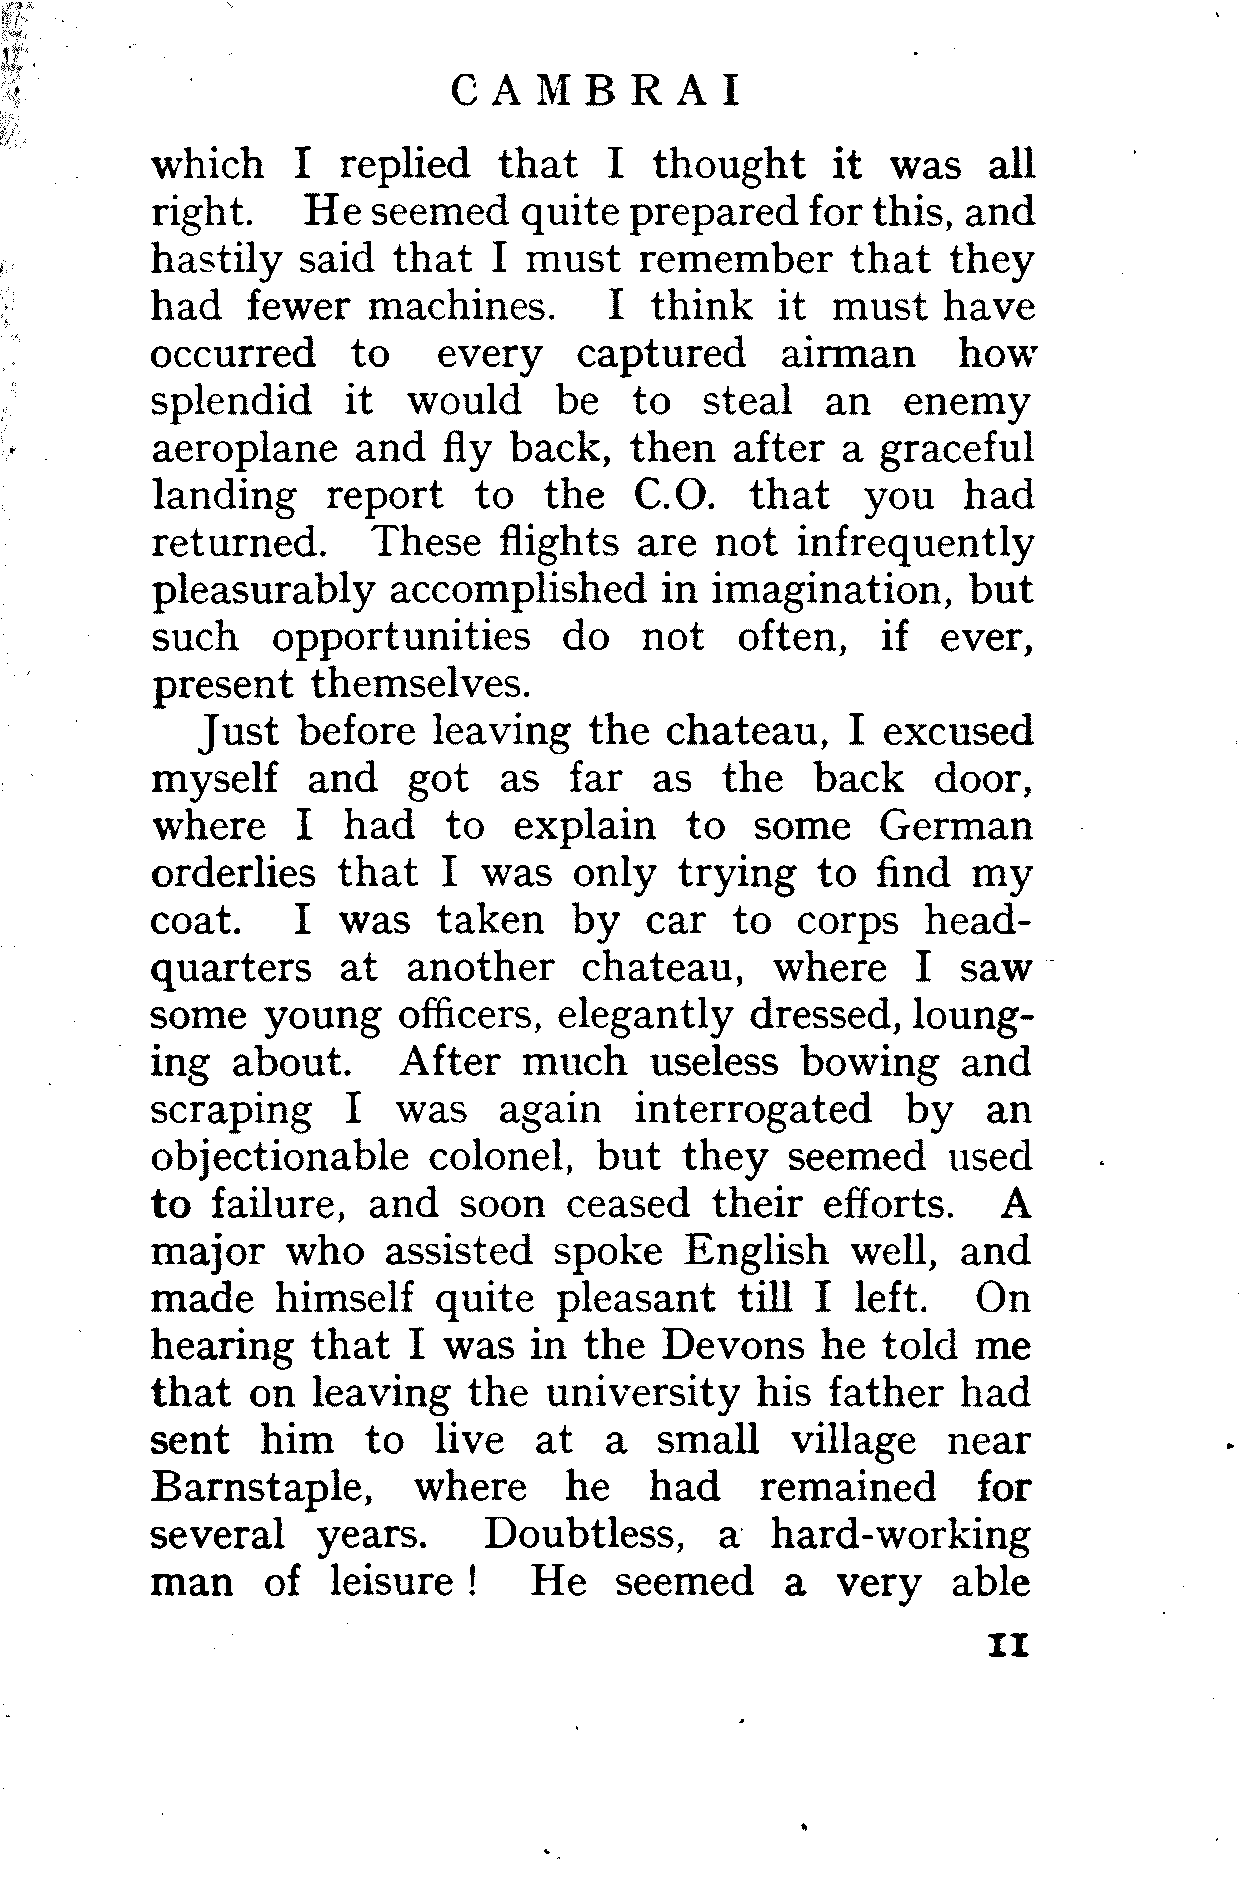 CAMBRAI
which I replied that I thought it was all
right. He seemed quite prepared for this, and
hastily said that I must remember that they
had fewer machines. I think it must have
occurred to every captured airman how
splendid it would be to steal an enemy
aeroplane and fly back, then after a graceful
landing report to the C.O. that you had
returned. These flights are not infrequently
pleasurably accomplished in imagination, but
such opportunities do not often, if ever,
present themselves.
Just before leaving the chateau, I excused
myself and got as far as the back door,
where I had to explain to some German
orderlies that I was only trying to find my
coat. I was taken by car to corps head-
quarters at another chateau, where I saw
some young officers, elegantly dressed, loung-
ing about. After much useless bowing and
scraping I was again interrogated by an
objectionable colonel, but they seemed used
to failure, and soon ceased their efforts. A
major who assisted spoke English well, and
made himself quite pleasant till I left. On
hearing that I was in the Devons he told me
that on leaving the university his father had
sent him to live at a small village near
Barnstaple, where he had remained for
several years. Doubtless, a hard-working
man of leisure ! He seemed a very able
11